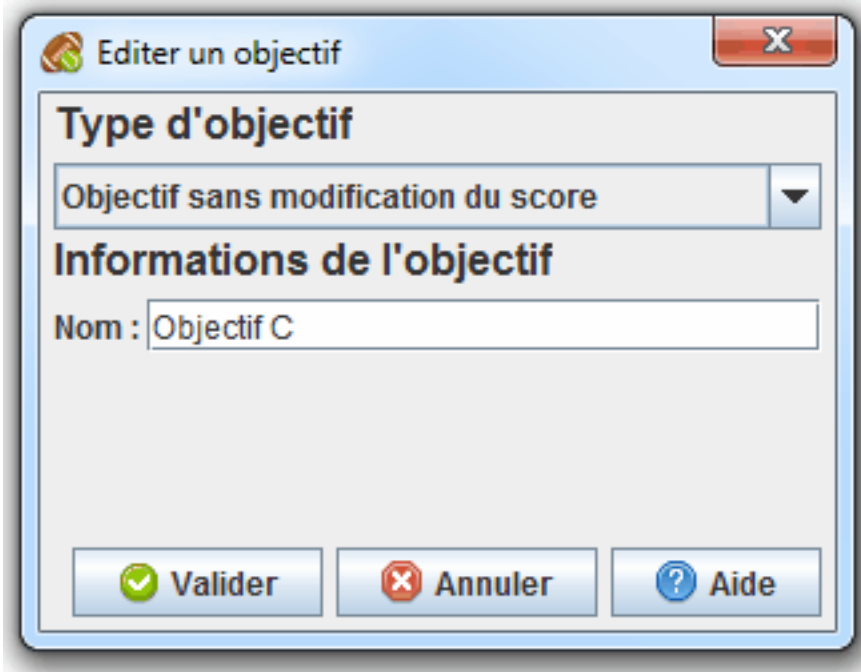 Editer un objectif
Type d'objectif
Objectif sans modification du score
Informations de l'objectif
Nom : Objectif C
Valider Annuler Aide